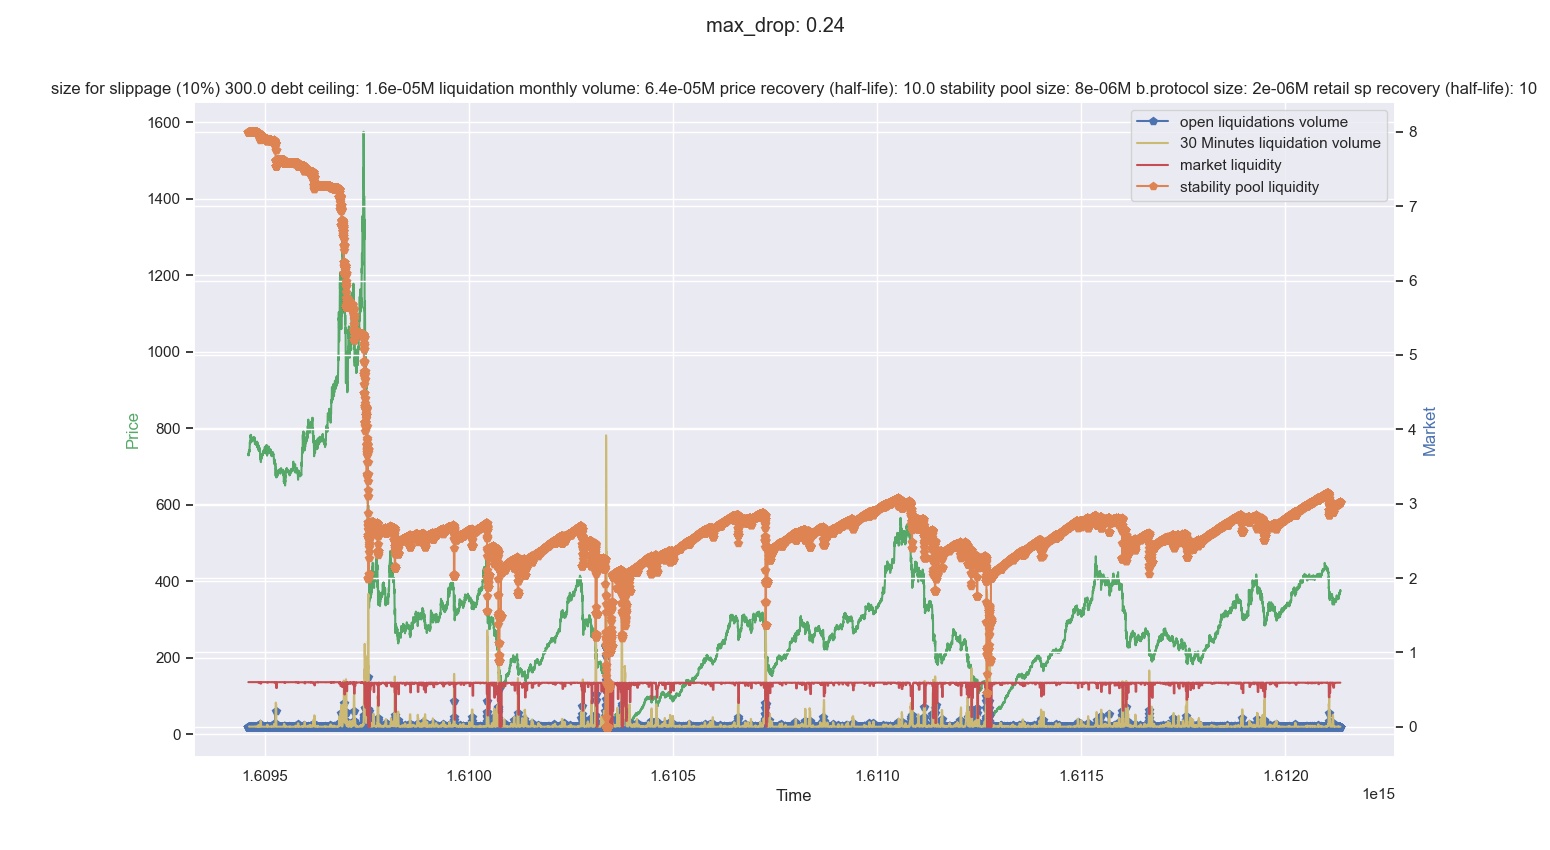 max_drop: 0.24
size for slippage (10%) 300.0 debt ceiling: 1.6e-05M liquidation monthly volume: 6.4e-05M price recovery (half-life): 10.0 stability pool size: 8e-06M b.protocol size: 2e-06M retail sp recovery (half-life): 10
open liquidations volume
30 Minutes liquidation volume
market liquidity
stability pool liquidity
1600
1400
1200
1000
800
600
400
200
0
Price
8
7
6
5
4
3
2
1
0
Market
1.6095 1.6100 1.6105 1.6110 1.6115 1.6120
1e15
Time